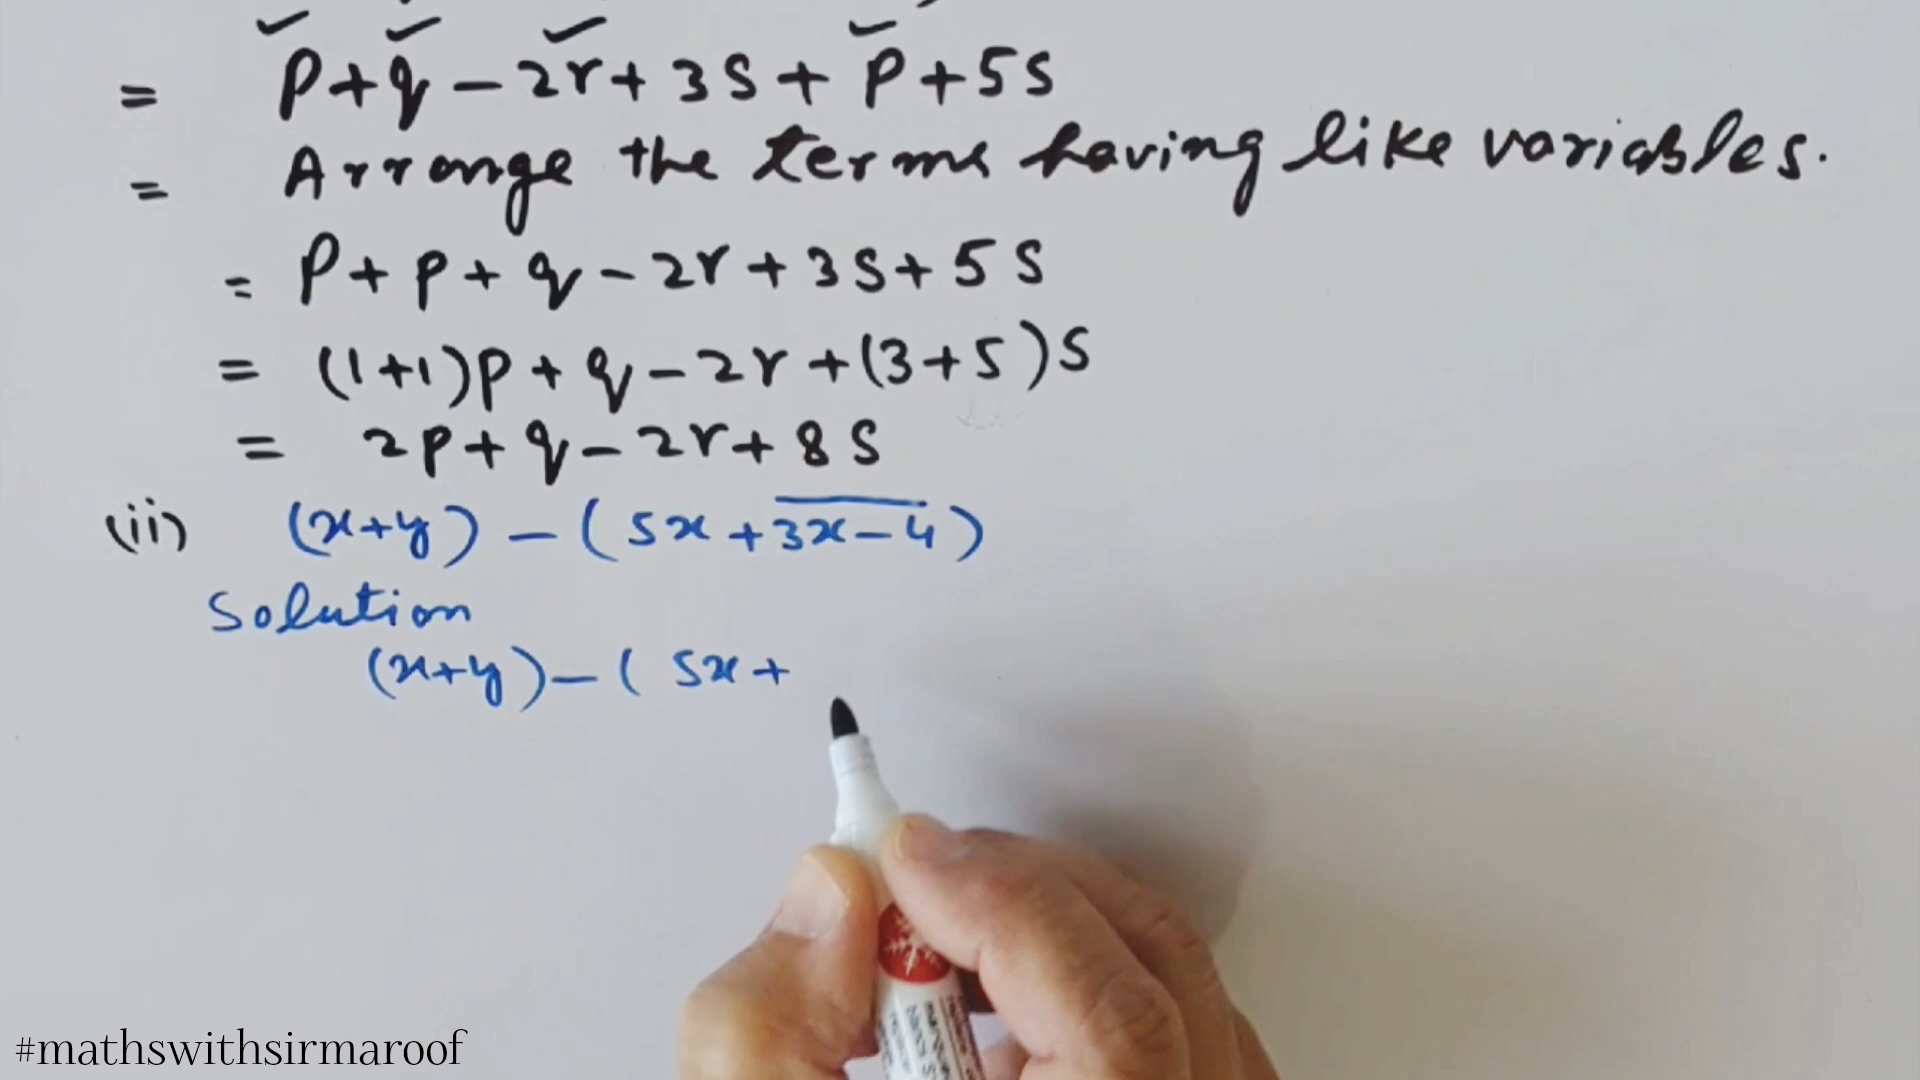 = p+q-2r+3s+p+5s
= Arrange the terms having like variables.
= p+p+q-2r+3s+5s
= (1+1)p+q-2r+(3+5)s
= 2p+q-2r+8s
(ii) (x+y)-(5x+3x̅-̅4̅)
Solution
(x+y)-(5x+
#mathswithsirmaroof